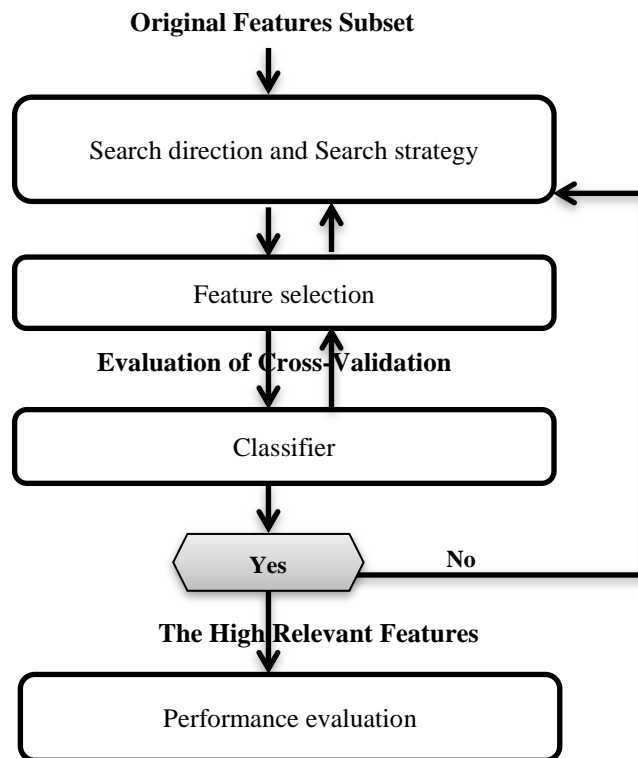 Original Features Subset
Search direction and Search strategy
Feature selection
Evaluation of Cross-Validation
Classifier
Yes
No
The High Relevant Features
Performance evaluation